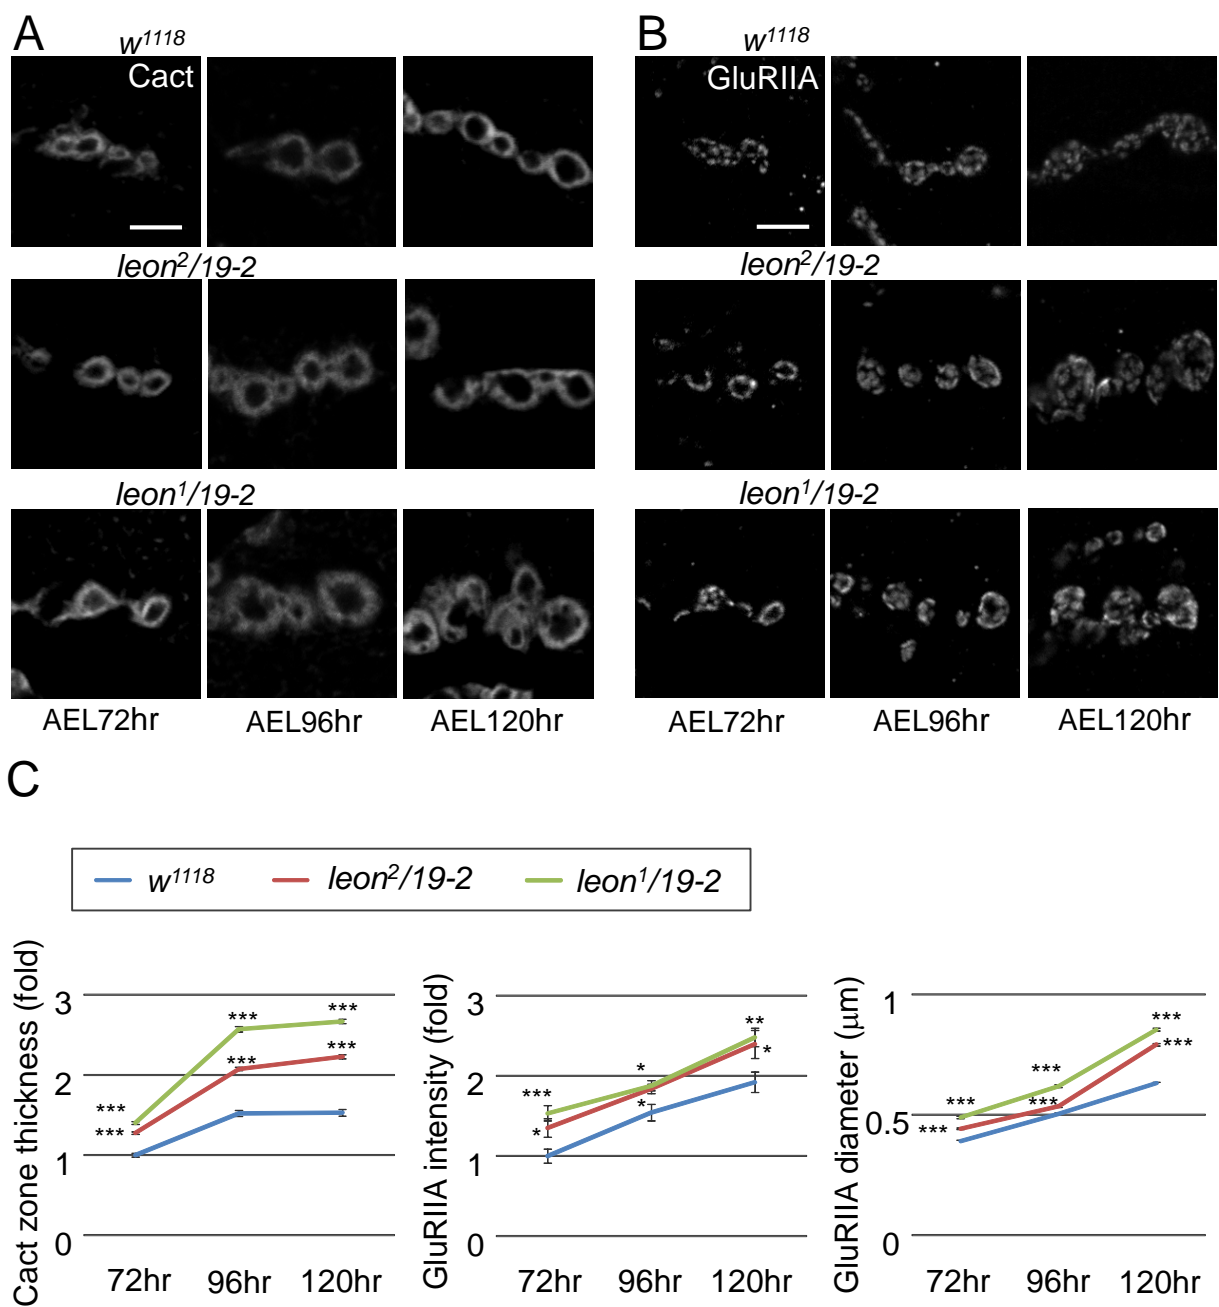 A
w1118
Cact
leon2/19-2
leon1/19-2
AEL72hr AEL96hr AEL120hr
B
w1118
GluRIIA
leon2/19-2
leon1/19-2
AEL72hr AEL96hr AEL120hr
C
w1118 leon2/19-2 leon1/19-2
Cact zone thickness (fold)
3
2
1
0
*** *** ***
*** *** ***
72hr 96hr 120hr
GluRIIA intensity (fold)
3
2
1
0
*** * **
* * *
72hr 96hr 120hr
GluRIIA diameter (μm)
1
0.5
0
*** *** ***
*** *** ***
72hr 96hr 120hr